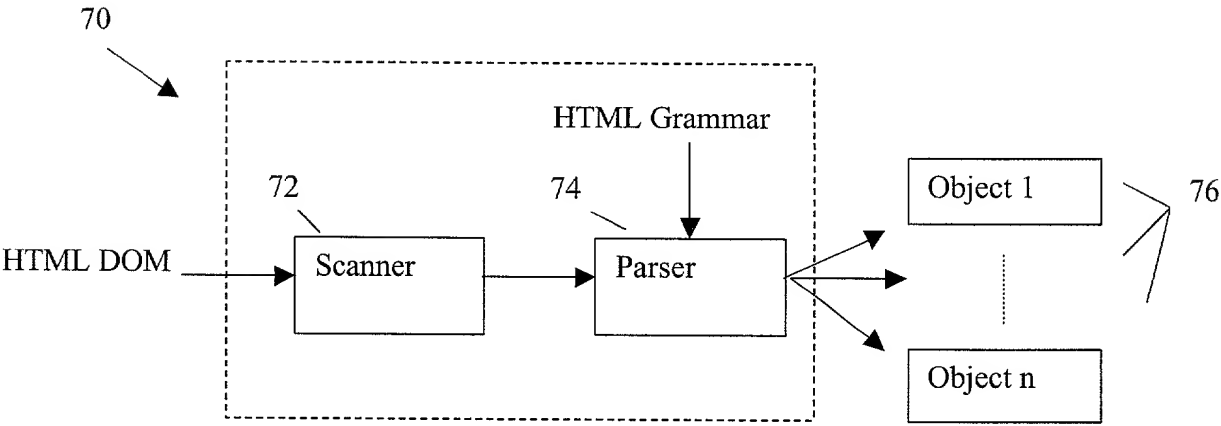 70
HTML Grammar
72
74
Object 1
76
HTML DOM
Scanner
Parser
Object n